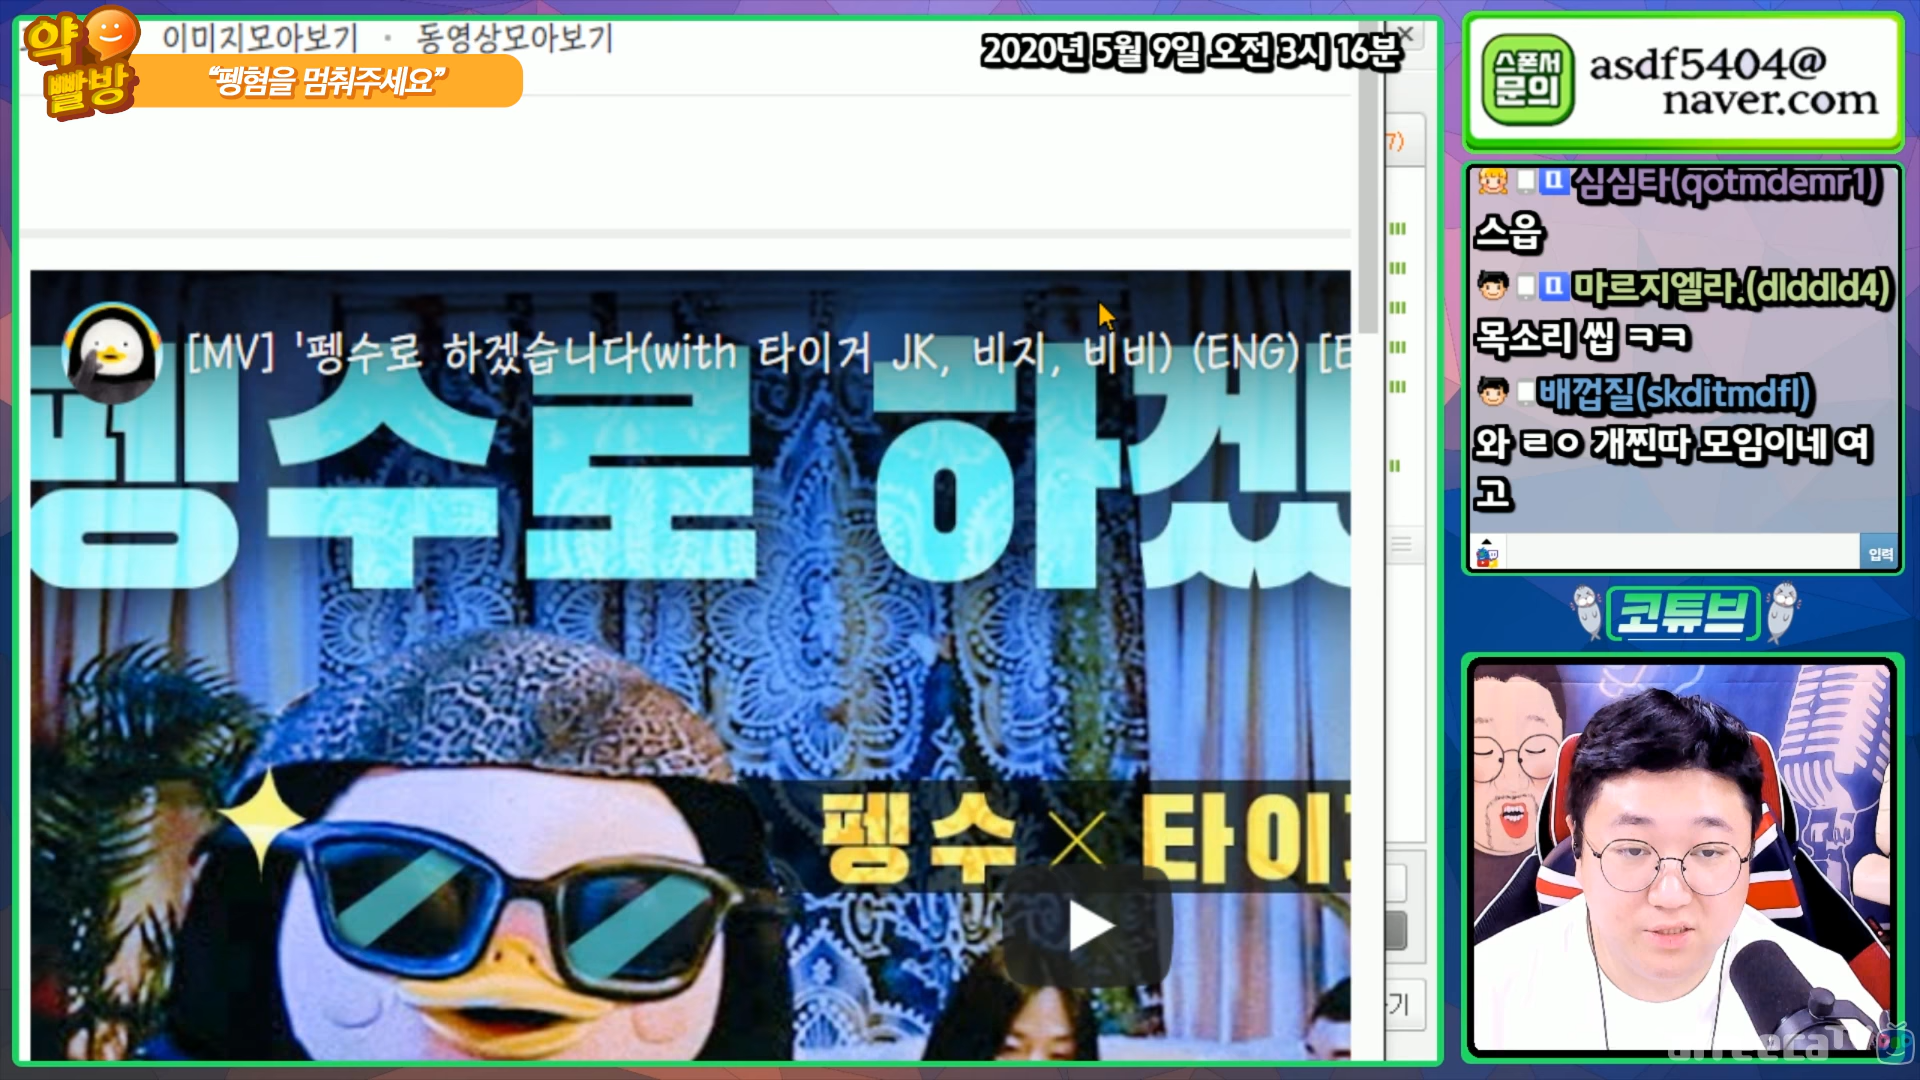 약
빨방
이미지모아보기 · 동영상모아보기
“펭혐을 멈춰주세요”
2020년 5월 9일 오전 3시 16분
7)
[MV] '펭수로 하겠습니다(with 타이거 JK, 비지, 비비) (ENG) [E
펭수로 하겠
펭수 × 타이거
기
스폰서
문의
asdf5404@
naver.com
심심타(qotmdemr1)
스읍
마르지엘라.(dlddld4)
목소리 씹 ㅋㅋ
배껍질(skditmdfl)
와 ㄹㅇ 개찐따 모임이네 여
고
입력
코튜브
afreecaTV